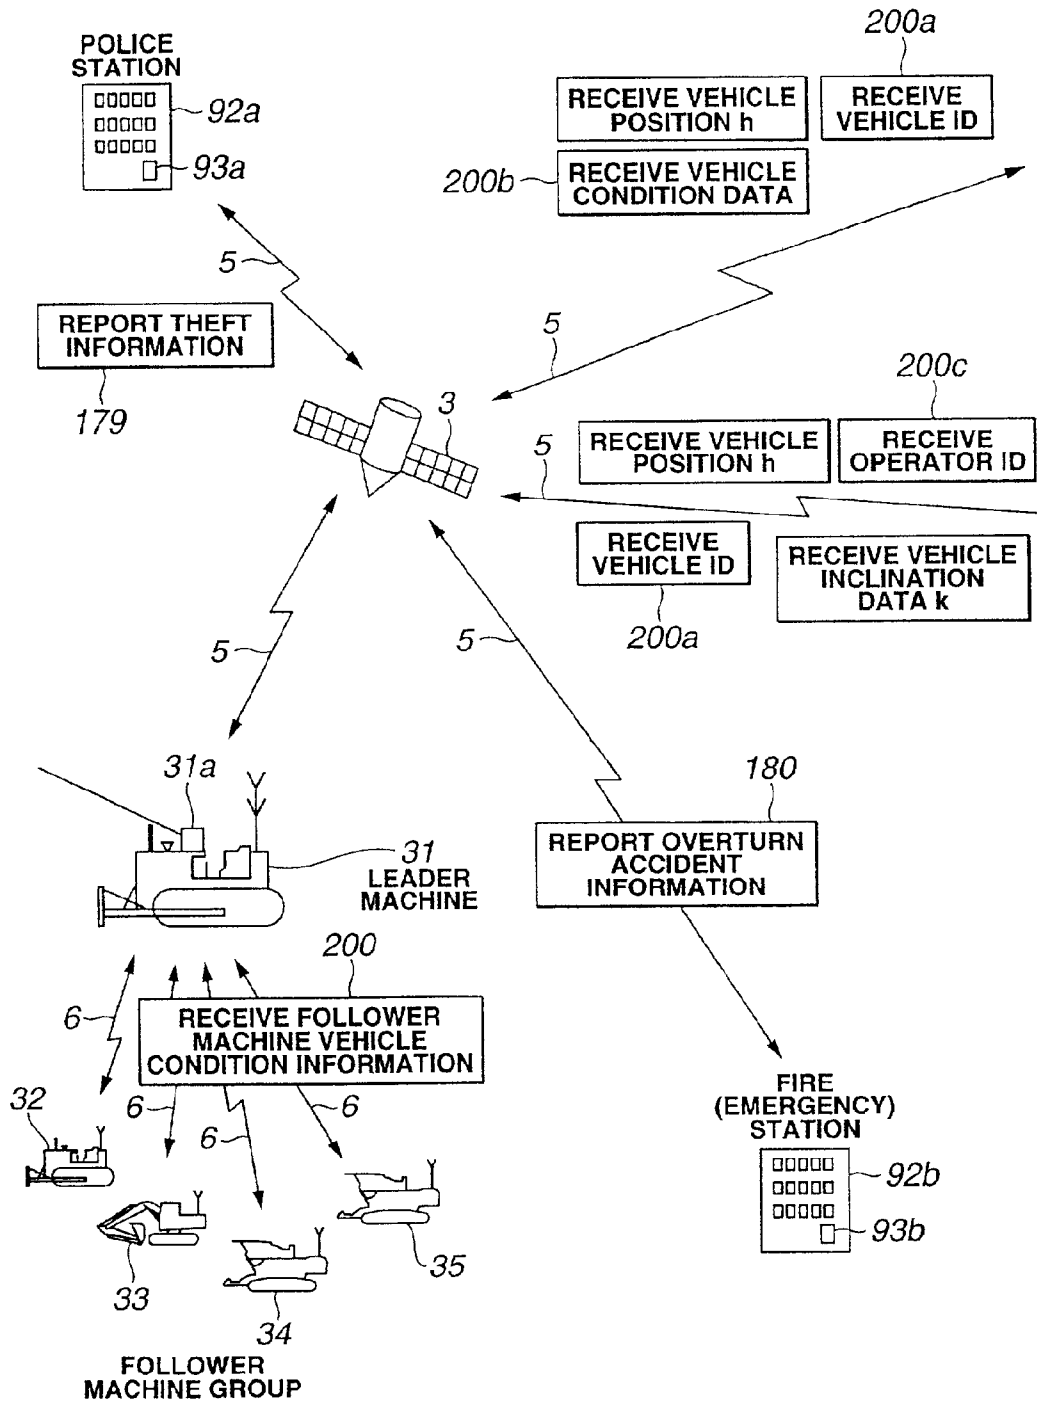 200a
POLICE
STATION
92a
93a
RECEIVE VEHICLE
POSITION h
RECEIVE
VEHICLE ID
200b
RECEIVE VEHICLE
CONDITION DATA
5
REPORT THEFT
INFORMATION
179
5
3
200c
RECEIVE VEHICLE
POSITION h
RECEIVE
OPERATOR ID
5
RECEIVE
VEHICLE ID
200a
RECEIVE VEHICLE
INCLINATION
DATA k
5
5
31a
180
31
LEADER
MACHINE
REPORT OVERTURN
ACCIDENT
INFORMATION
200
6
RECEIVE FOLLOWER
MACHINE VEHICLE
CONDITION INFORMATION
32
6
6
6
FIRE
(EMERGENCY)
STATION
92b
93b
33
34
35
FOLLOWER
MACHINE GROUP